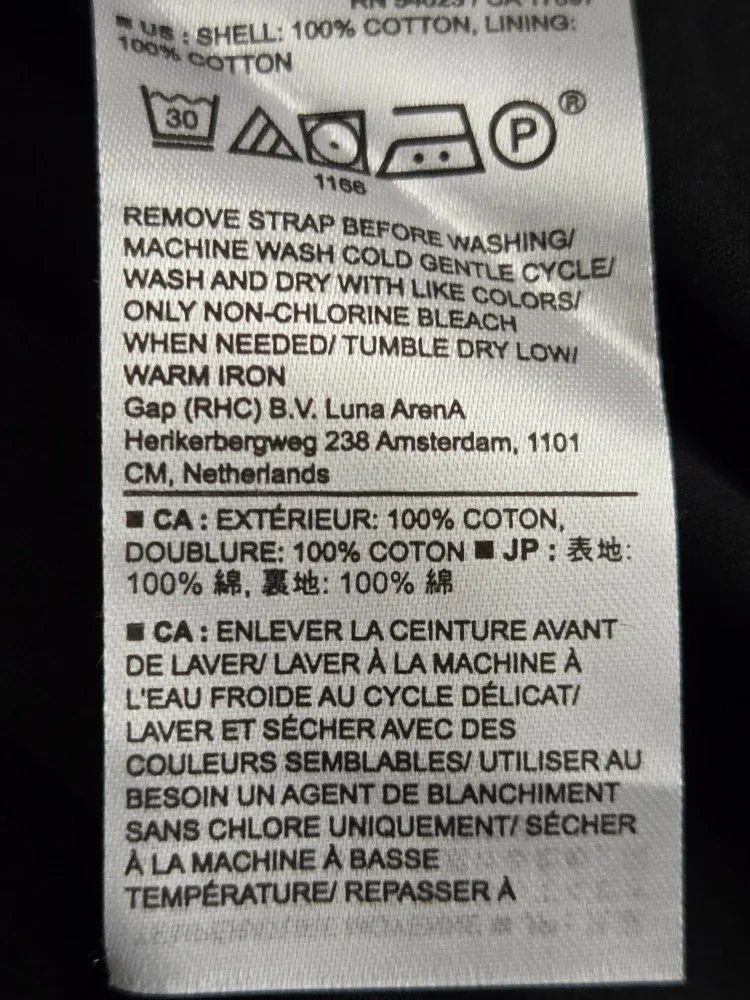 ■ US : SHELL: 100% COTTON, LINING:
100% COTTON
30
P ®
1166
REMOVE STRAP BEFORE WASHING/
MACHINE WASH COLD GENTLE CYCLE/
WASH AND DRY WITH LIKE COLORS/
ONLY NON-CHLORINE BLEACH
WHEN NEEDED/ TUMBLE DRY LOW/
WARM IRON
Gap (RHC) B.V. Luna ArenA
Herikerbergweg 238 Amsterdam, 1101
CM, Netherlands
■ CA : EXTÉRIEUR: 100% COTON,
DOUBLURE: 100% COTON ■ JP : 表地:
100% 綿, 裏地: 100% 綿
■ CA : ENLEVER LA CEINTURE AVANT
DE LAVER/ LAVER À LA MACHINE À
L'EAU FROIDE AU CYCLE DÉLICAT/
LAVER ET SÉCHER AVEC DES
COULEURS SEMBLABLES/ UTILISER AU
BESOIN UN AGENT DE BLANCHIMENT
SANS CHLORE UNIQUEMENT/ SÉCHER
À LA MACHINE À BASSE
TEMPÉRATURE/ REPASSER À